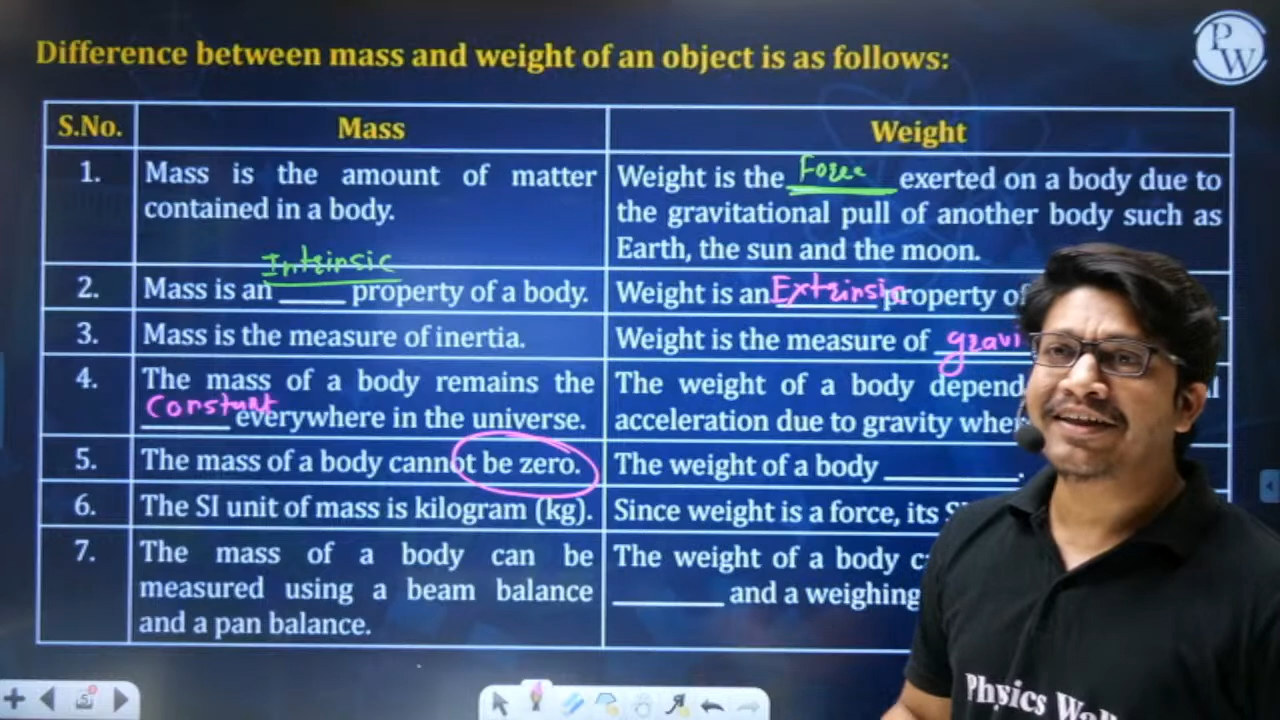 Difference between mass and weight of an object is as follows:
PW
S.No. Mass Weight
1. Mass is the amount of matter
contained in a body.
Weight is the Force exerted on a body due to
the gravitational pull of another body such as
Earth, the sun and the moon.
Intrinsic
2. Mass is an ____ property of a body.
Weight is an Extrinsic property of
3. Mass is the measure of inertia.
Weight is the measure of gravi
4. The mass of a body remains the
Constant everywhere in the universe.
The weight of a body depend
acceleration due to gravity
5. The mass of a body cannot be zero.
The weight of a body ________.
6. The SI unit of mass is kilogram (kg).
Since weight is a force, its
7. The mass of a body can be
measured using a beam balance
and a pan balance.
The weight of a body
______ and a weighing
Physics